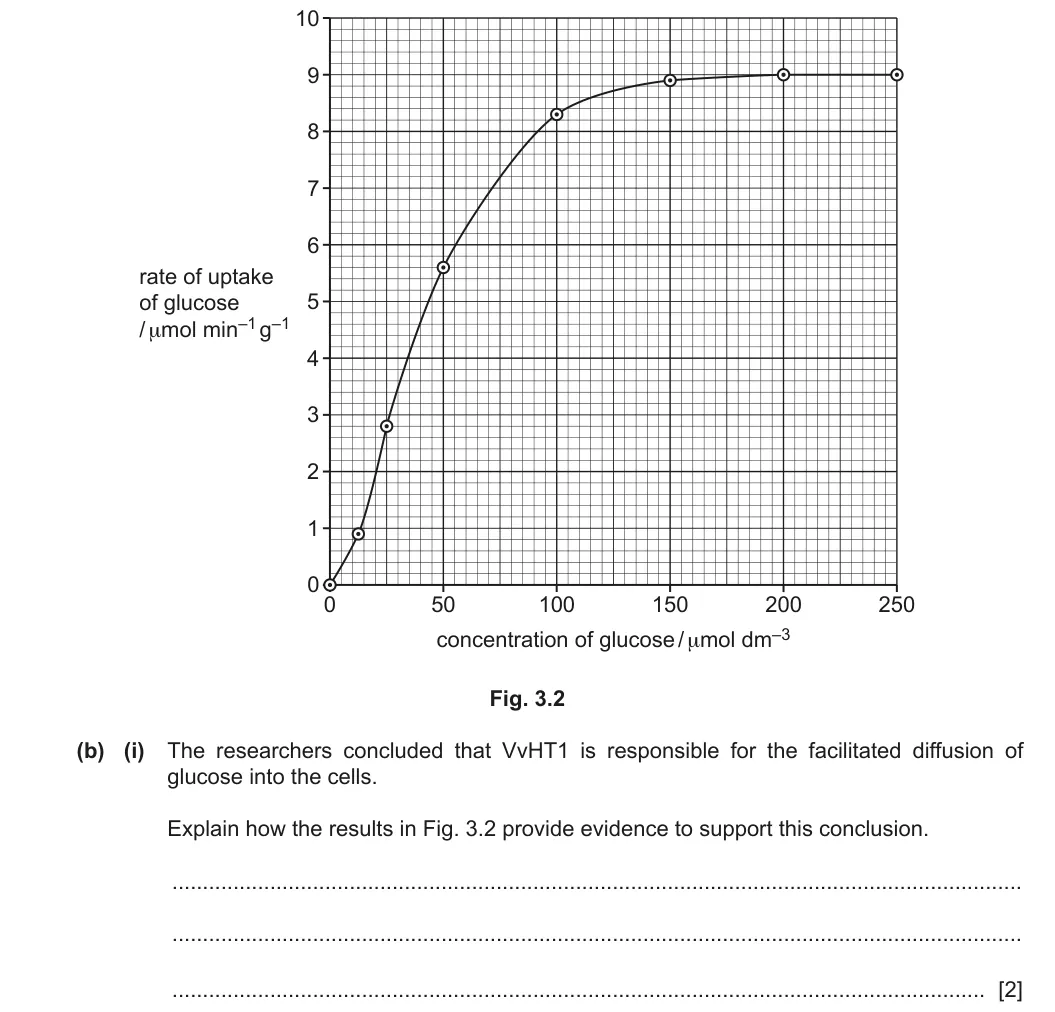 10
9
8
7
6
5
4
3
2
1
0
rate of uptake
of glucose
/ μmol min⁻¹ g⁻¹
0 50 100 150 200 250
concentration of glucose / μmol dm⁻³
Fig. 3.2
(b) (i) The researchers concluded that VvHT1 is responsible for the facilitated diffusion of
glucose into the cells.
Explain how the results in Fig. 3.2 provide evidence to support this conclusion.
[2]